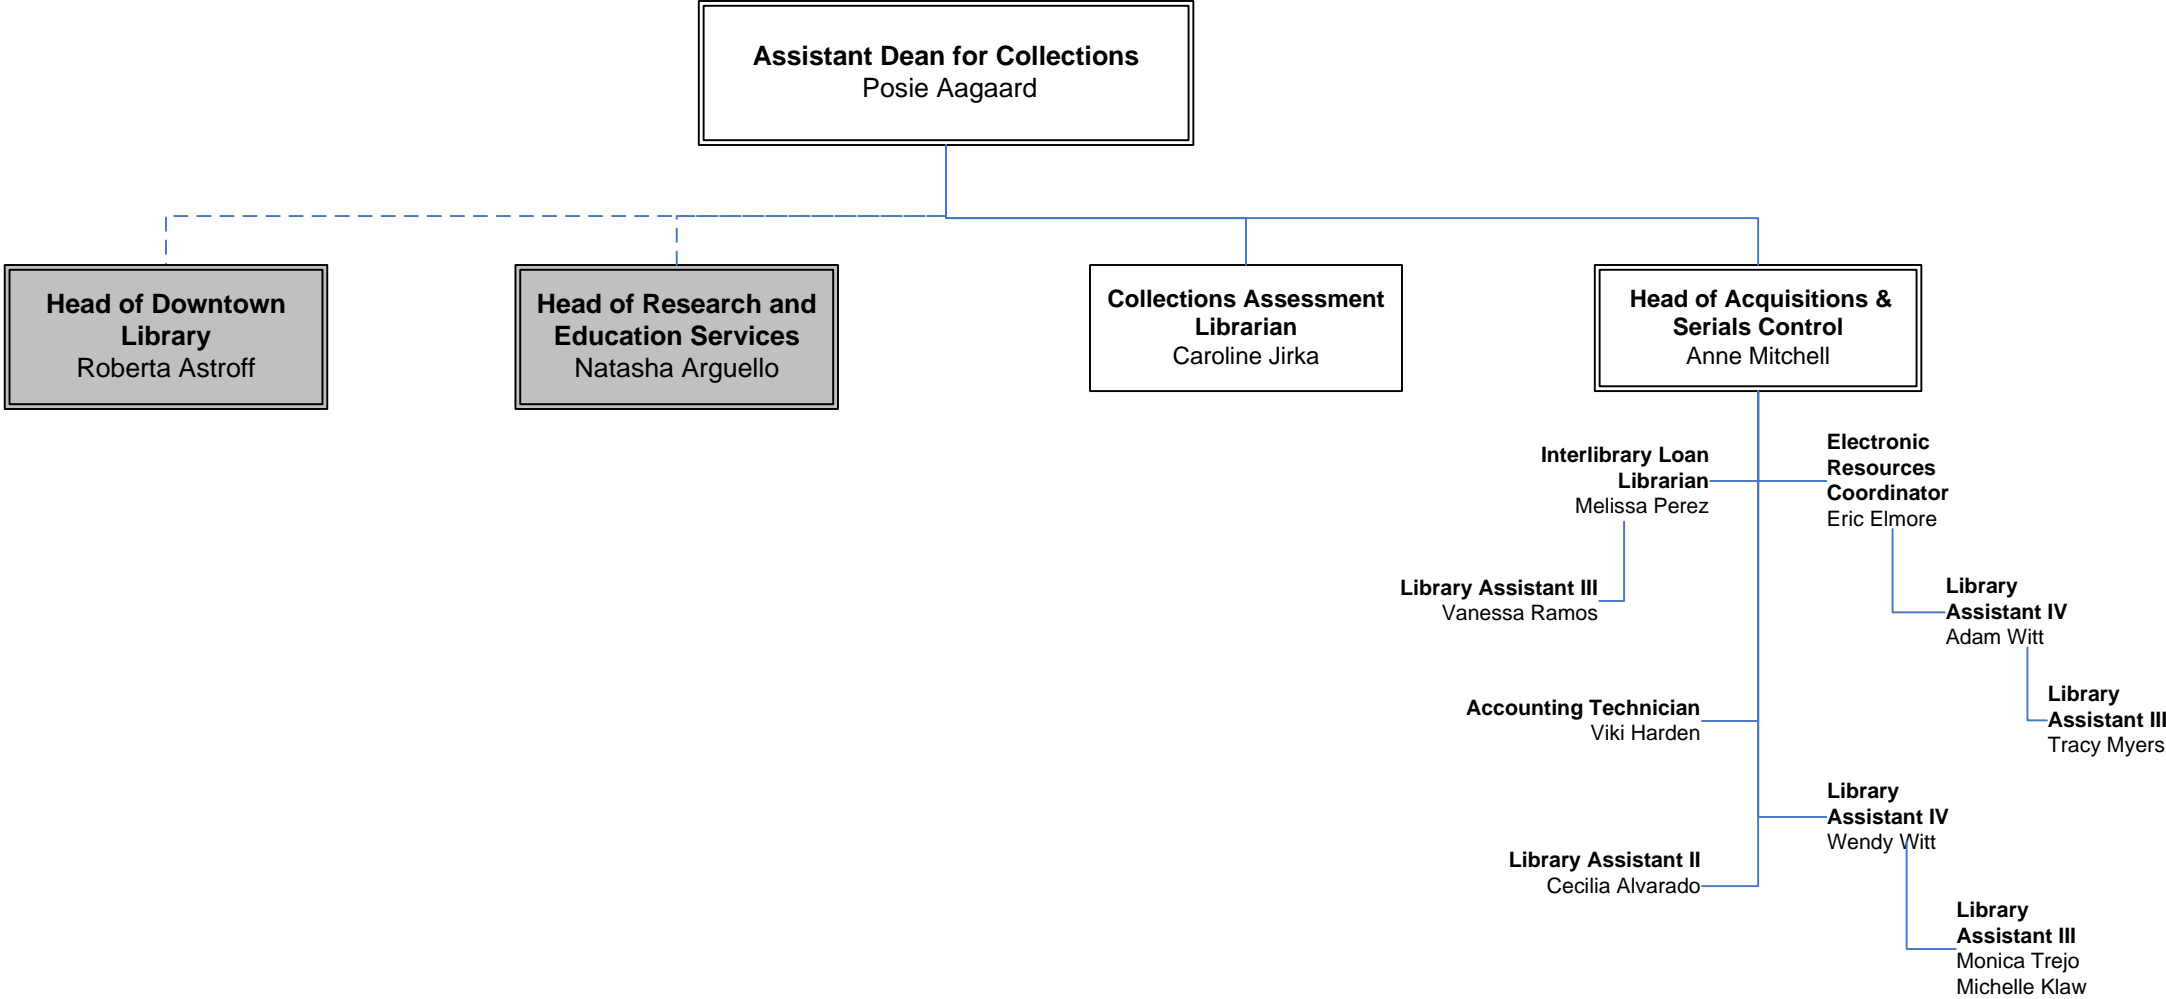 Assistant Dean for Collections
Posie Aagaard
Head of Downtown
Library
Roberta Astroff
Head of Research and
Education Services
Natasha Arguello
Collections Assessment
Librarian
Caroline Jirka
Head of Acquisitions &
Serials Control
Anne Mitchell
Interlibrary Loan
Librarian
Melissa Perez
Electronic
Resources
Coordinator
Eric Elmore
Library Assistant III
Vanessa Ramos
Library
Assistant IV
Adam Witt
Library
Assistant III
Tracy Myers
Accounting Technician
Viki Harden
Library
Assistant IV
Wendy Witt
Library Assistant II
Cecilia Alvarado
Library
Assistant III
Monica Trejo
Michelle Klaw